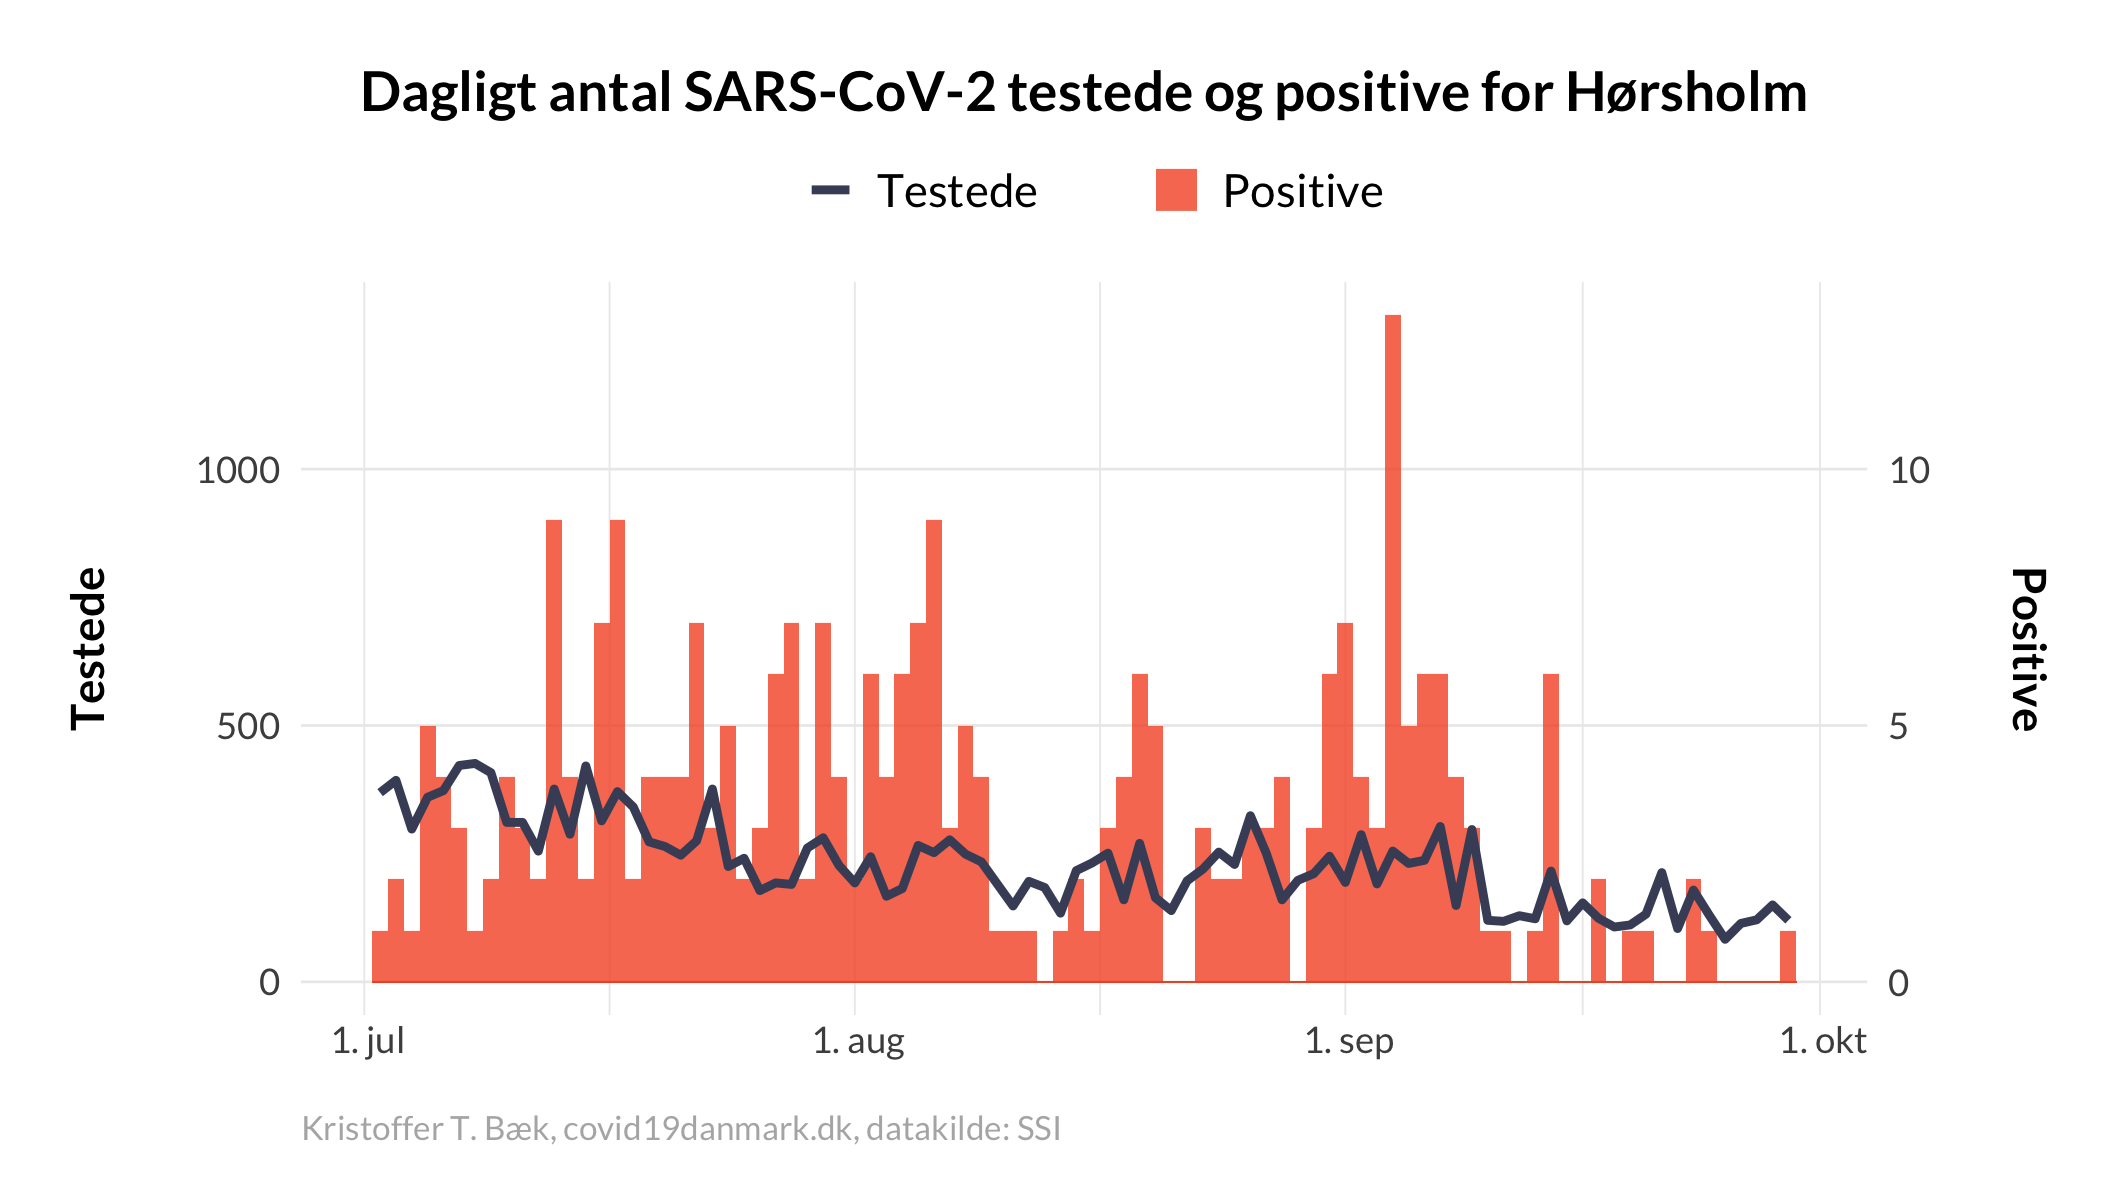 Dagligt antal SARS-CoV-2 testede og positive for Hørsholm
Testede
Positive
Testede
1000
500
0
10
5
0
Positive
1. jul
1. aug
1. sep
1. okt
Kristoffer T. Bæk, covid19danmark.dk, datakilde: SSI